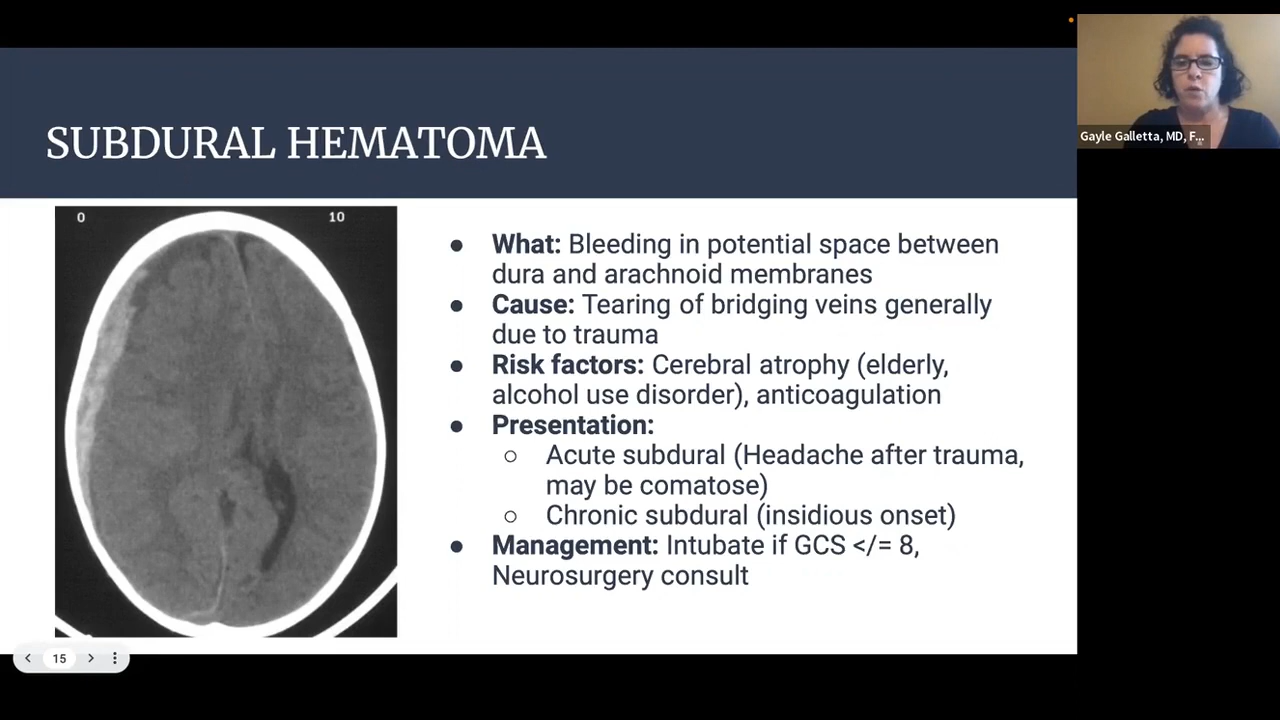 Gayle Galletta, MD, F...
SUBDURAL HEMATOMA
0 10
● What: Bleeding in potential space between
dura and arachnoid membranes
● Cause: Tearing of bridging veins generally
due to trauma
● Risk factors: Cerebral atrophy (elderly,
alcohol use disorder), anticoagulation
● Presentation:
○ Acute subdural (Headache after trauma,
may be comatose)
○ Chronic subdural (insidious onset)
● Management: Intubate if GCS </= 8,
Neurosurgery consult
15